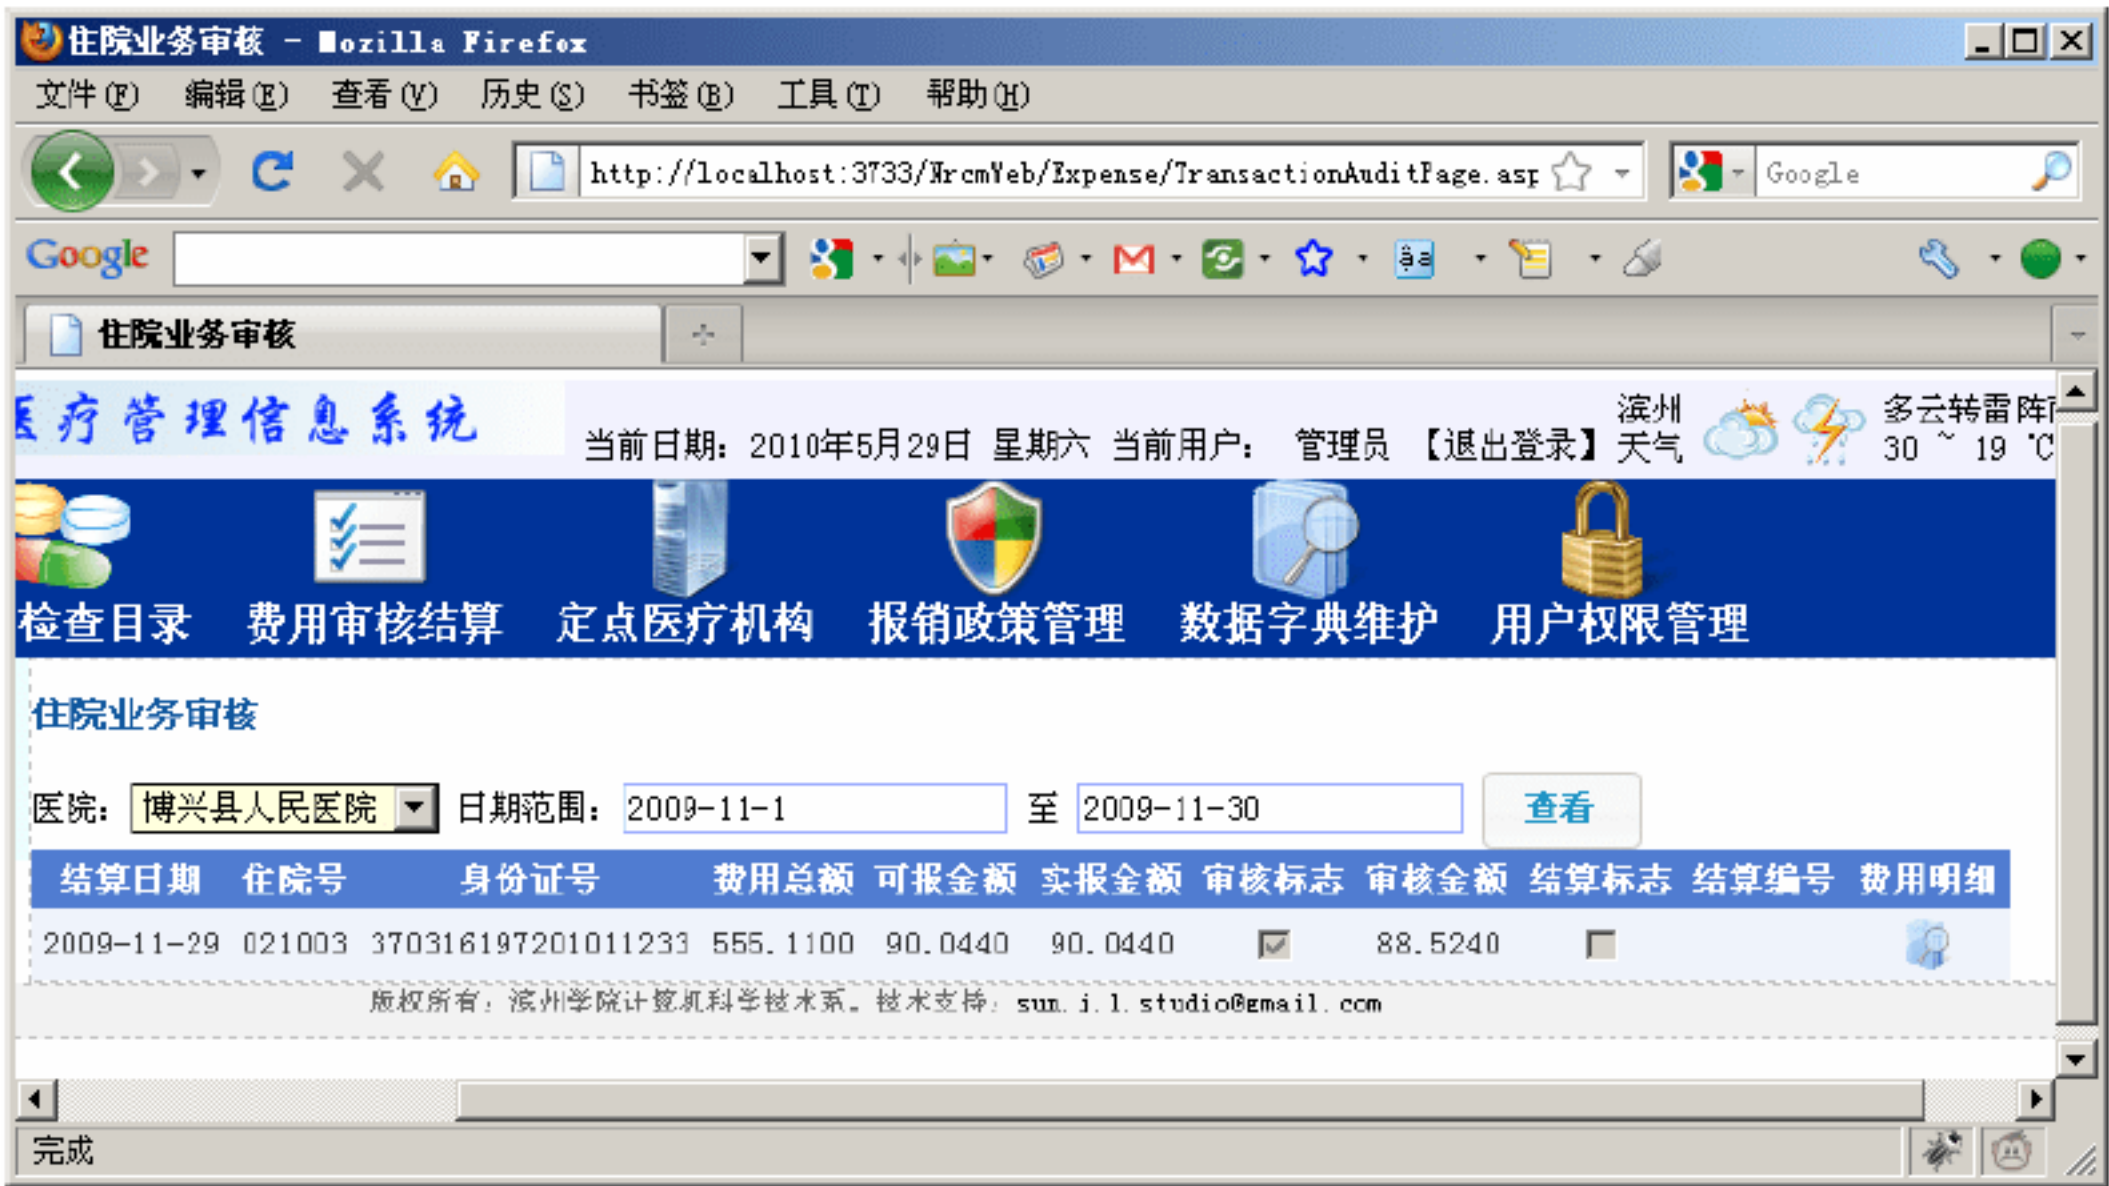 住院业务审核 - Mozilla Firefox
文件(F) 编辑(E) 查看(V) 历史(S) 书签(B) 工具(T) 帮助(H)
http://localhost:3733/NrcmWeb/Expense/TransactionAuditPage.asp Google
Google
住院业务审核
医疗管理信息系统
当前日期: 2010年5月29日 星期六 当前用户: 管理员 【退出登录】
滨州
天气
多云转雷阵
30 ~ 19 ℃
检查目录 费用审核结算 定点医疗机构 报销政策管理 数据字典维护 用户权限管理
住院业务审核
医院: 博兴县人民医院 日期范围: 2009-11-1 至 2009-11-30 查看
结算日期 住院号 身份证号 费用总额 可报金额 实报金额 审核标志 审核金额 结算标志 结算编号 费用明细
2009-11-29 021003 370316197201011233 555.1100 90.0440 90.0440 88.5240
版权所有: 滨州学院计算机科学技术系。技术支持: sun.i.l.studio@gmail.com
完成